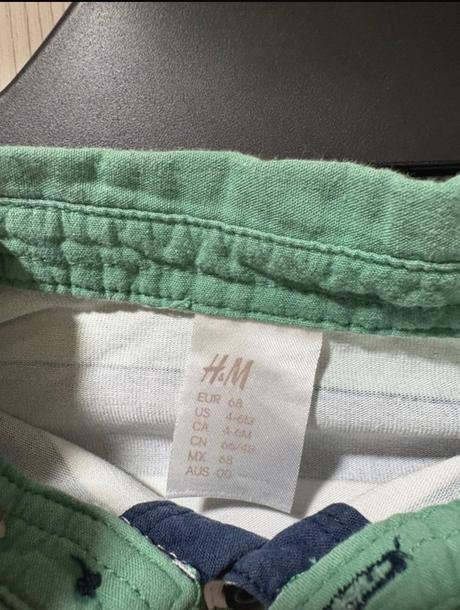 H&M
EUR 68
US 4-6M
CA 4-6M
CN 66/48
MX 68
AUS 00